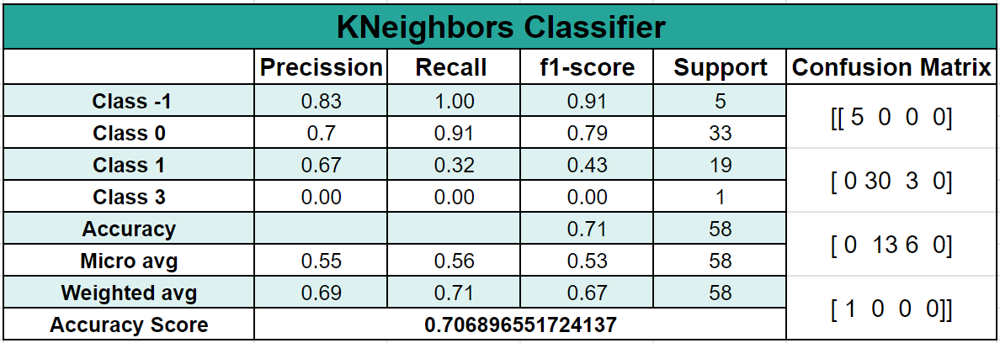 KNeighbors Classifier
Precission Recall f1-score Support Confusion Matrix
Class -1 0.83 1.00 0.91 5
[[ 5 0 0 0]
Class 0 0.7 0.91 0.79 33
Class 1 0.67 0.32 0.43 19
[ 0 30 3 0]
Class 3 0.00 0.00 0.00 1
Accuracy 0.71 58
[ 0 13 6 0]
Micro avg 0.55 0.56 0.53 58
Weighted avg 0.69 0.71 0.67 58
[ 1 0 0 0]]
Accuracy Score 0.706896551724137